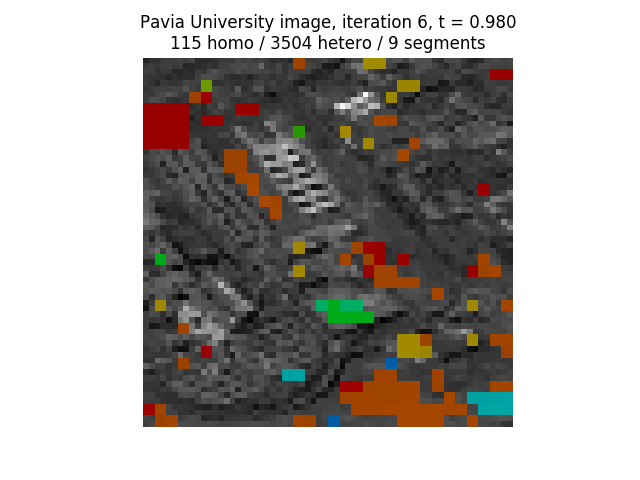 Pavia University image, iteration 6, t = 0.980
115 homo / 3504 hetero / 9 segments